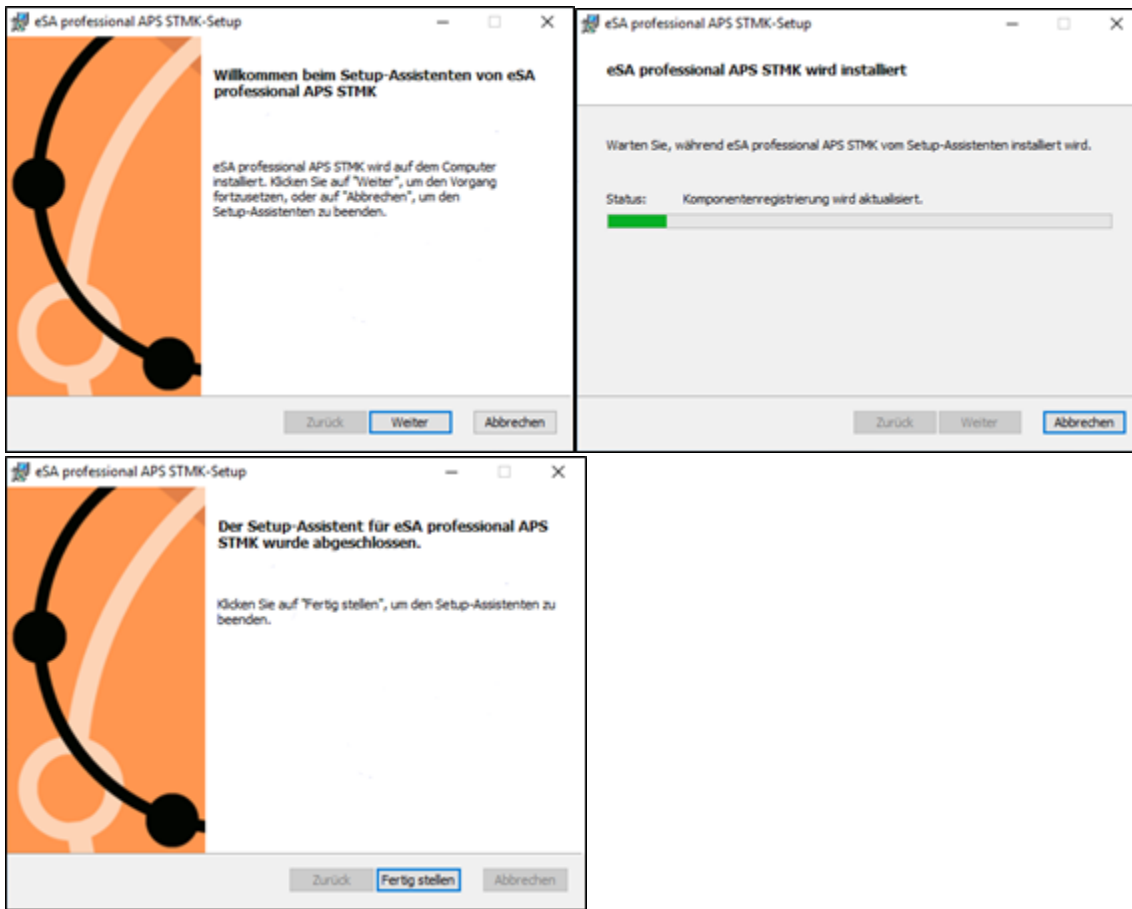 eSA professional APS STMK-Setup
Willkommen beim Setup-Assistenten von eSA
professional APS STMK
eSA professional APS STMK wird auf dem Computer
installiert. Klicken Sie auf "Weiter", um den Vorgang
fortzusetzen, oder auf "Abbrechen", um den
Setup-Assistenten zu beenden.
Zurück Weiter Abbrechen
eSA professional APS STMK-Setup
eSA professional APS STMK wird installiert
Warten Sie, während eSA professional APS STMK vom Setup-Assistenten installiert wird.
Status: Komponentenregistrierung wird aktualisiert.
Zurück Weiter Abbrechen
eSA professional APS STMK-Setup
Der Setup-Assistent für eSA professional APS
STMK wurde abgeschlossen.
Klicken Sie auf "Fertig stellen", um den Setup-Assistenten zu
beenden.
Zurück Fertig stellen Abbrechen